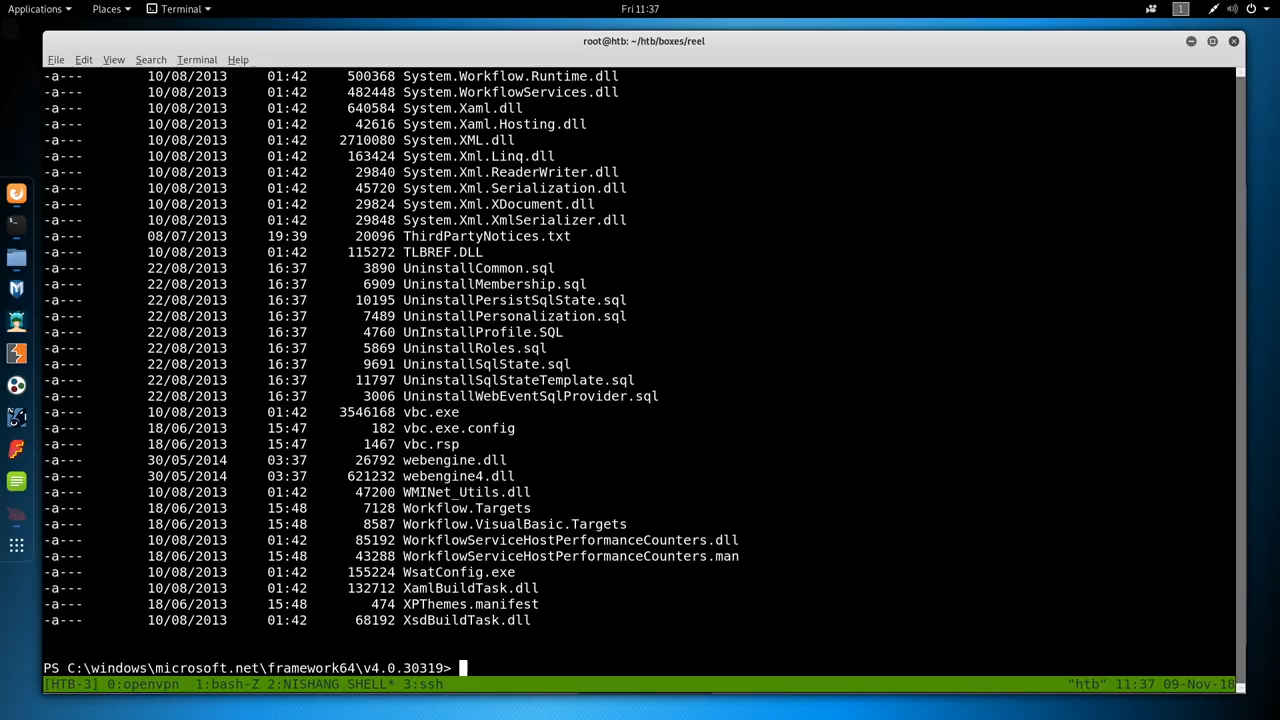 Applications Places Terminal Fri 11:37 1
root@htb: ~/htb/boxes/reel
File Edit View Search Terminal Help
-a--- 10/08/2013 01:42 500368 System.Workflow.Runtime.dll
-a--- 10/08/2013 01:42 482448 System.WorkflowServices.dll
-a--- 10/08/2013 01:42 640584 System.Xaml.dll
-a--- 10/08/2013 01:42 42616 System.Xaml.Hosting.dll
-a--- 10/08/2013 01:42 2710080 System.XML.dll
-a--- 10/08/2013 01:42 163424 System.Xml.Linq.dll
-a--- 10/08/2013 01:42 29840 System.Xml.ReaderWriter.dll
-a--- 10/08/2013 01:42 45720 System.Xml.Serialization.dll
-a--- 10/08/2013 01:42 29824 System.Xml.XDocument.dll
-a--- 10/08/2013 01:42 29848 System.Xml.XmlSerializer.dll
-a--- 08/07/2013 19:39 20096 ThirdPartyNotices.txt
-a--- 10/08/2013 01:42 115272 TLBREF.DLL
-a--- 22/08/2013 16:37 3890 UninstallCommon.sql
-a--- 22/08/2013 16:37 6909 UninstallMembership.sql
-a--- 22/08/2013 16:37 10195 UninstallPersistSqlState.sql
-a--- 22/08/2013 16:37 7489 UninstallPersonalization.sql
-a--- 22/08/2013 16:37 4760 UnInstallProfile.SQL
-a--- 22/08/2013 16:37 5869 UninstallRoles.sql
-a--- 22/08/2013 16:37 9691 UninstallSqlState.sql
-a--- 22/08/2013 16:37 11797 UninstallSqlStateTemplate.sql
-a--- 22/08/2013 16:37 3006 UninstallWebEventSqlProvider.sql
-a--- 10/08/2013 01:42 3546168 vbc.exe
-a--- 18/06/2013 15:47 182 vbc.exe.config
-a--- 18/06/2013 15:47 1467 vbc.rsp
-a--- 30/05/2014 03:37 26792 webengine.dll
-a--- 30/05/2014 03:37 621232 webengine4.dll
-a--- 10/08/2013 01:42 47200 WMINet_Utils.dll
-a--- 18/06/2013 15:48 7128 Workflow.Targets
-a--- 18/06/2013 15:48 8587 Workflow.VisualBasic.Targets
-a--- 10/08/2013 01:42 85192 WorkflowServiceHostPerformanceCounters.dll
-a--- 18/06/2013 15:48 43288 WorkflowServiceHostPerformanceCounters.man
-a--- 10/08/2013 01:42 155224 WsatConfig.exe
-a--- 10/08/2013 01:42 132712 XamlBuildTask.dll
-a--- 18/06/2013 15:48 474 XPThemes.manifest
-a--- 10/08/2013 01:42 68192 XsdBuildTask.dll
PS C:\windows\microsoft.net\framework64\v4.0.30319>
[HTB-3] 0:openvpn 1:bash-Z 2:NISHANG SHELL* 3:ssh "htb" 11:37 09-Nov-18